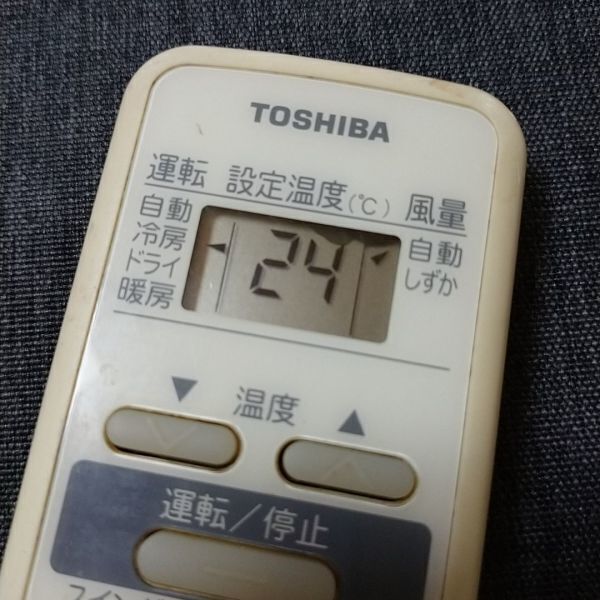 TOSHIBA
運転 設定温度(℃) 風量
自動
冷房
ドライ
暖房
24
自動
しずか
▼ 温度 ▲
運転/停止